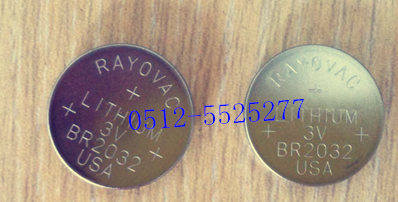 RAYOVAC
+
+ LITHIUM +
3V
BR2032
USA
RAYOVAC
+
LITHIUM
+ 3V +
BR2032
USA
0512-5525277